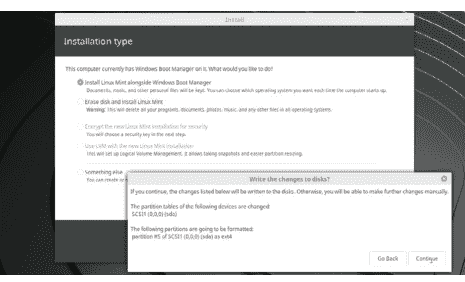 Install
Installation type
This computer currently has Windows Boot Manager on it. What would you like to do?
Install Linux Mint alongside Windows Boot Manager
Documents, music, and other personal files will be kept. You can choose which operating system you want each time the computer starts up.
Erase disk and install Linux Mint
Warning: This will delete all your programs, documents, photos, music, and any other files in all operating systems.
Encrypt the new Linux Mint installation for security
You will choose a security key in the next step.
Use LVM with the new Linux Mint installation
This will set up Logical Volume Management. It allows taking snapshots and easier partition resizing.
Something else
You can create or
Write the changes to disks?
If you continue, the changes listed below will be written to the disks. Otherwise, you will be able to make further changes manually.
The partition tables of the following devices are changed:
SCSI1 (0,0,0) (sda)
The following partitions are going to be formatted:
partition #5 of SCSI1 (0,0,0) (sda) as ext4
Go Back Continue